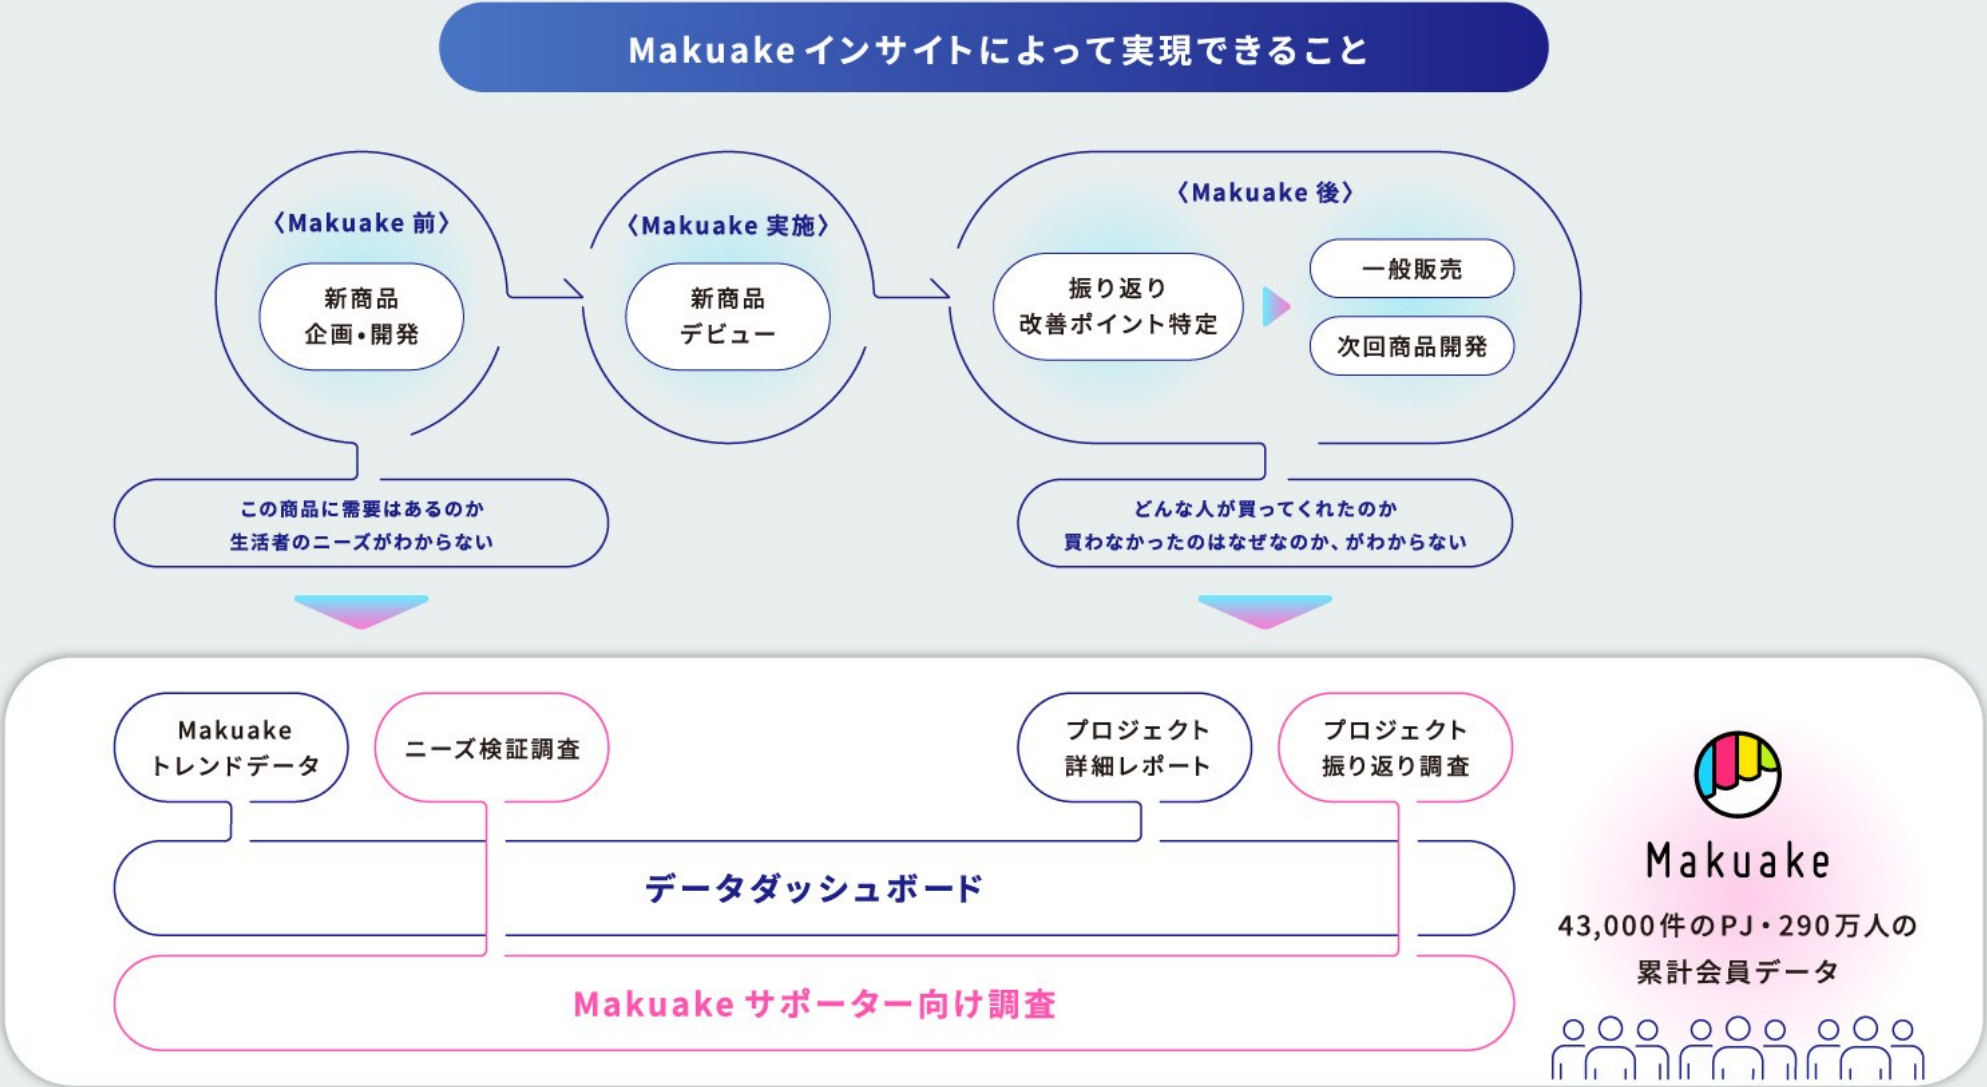 Makuake インサイトによって実現できること
〈Makuake 前〉
新商品
企画・開発
〈Makuake 実施〉
新商品
デビュー
〈Makuake 後〉
振り返り
改善ポイント特定
一般販売
次回商品開発
この商品に需要はあるのか
生活者のニーズがわからない
どんな人が買ってくれたのか
買わなかったのはなぜなのか、がわからない
Makuake
トレンドデータ
ニーズ検証調査
プロジェクト
詳細レポート
プロジェクト
振り返り調査
データダッシュボード
Makuake サポーター向け調査
Makuake
43,000件のPJ・290万人の
累計会員データ